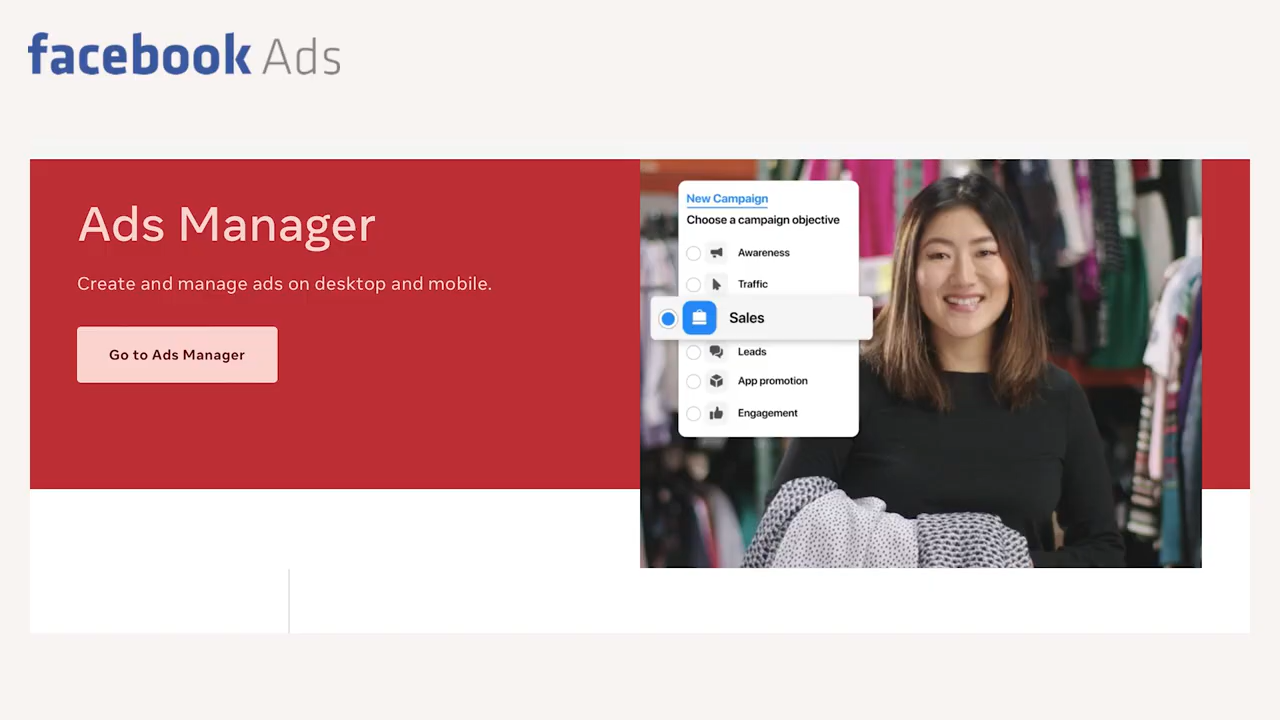 facebook Ads
Ads Manager
Create and manage ads on desktop and mobile.
Go to Ads Manager
New Campaign
Choose a campaign objective
Awareness
Traffic
Sales
Leads
App promotion
Engagement